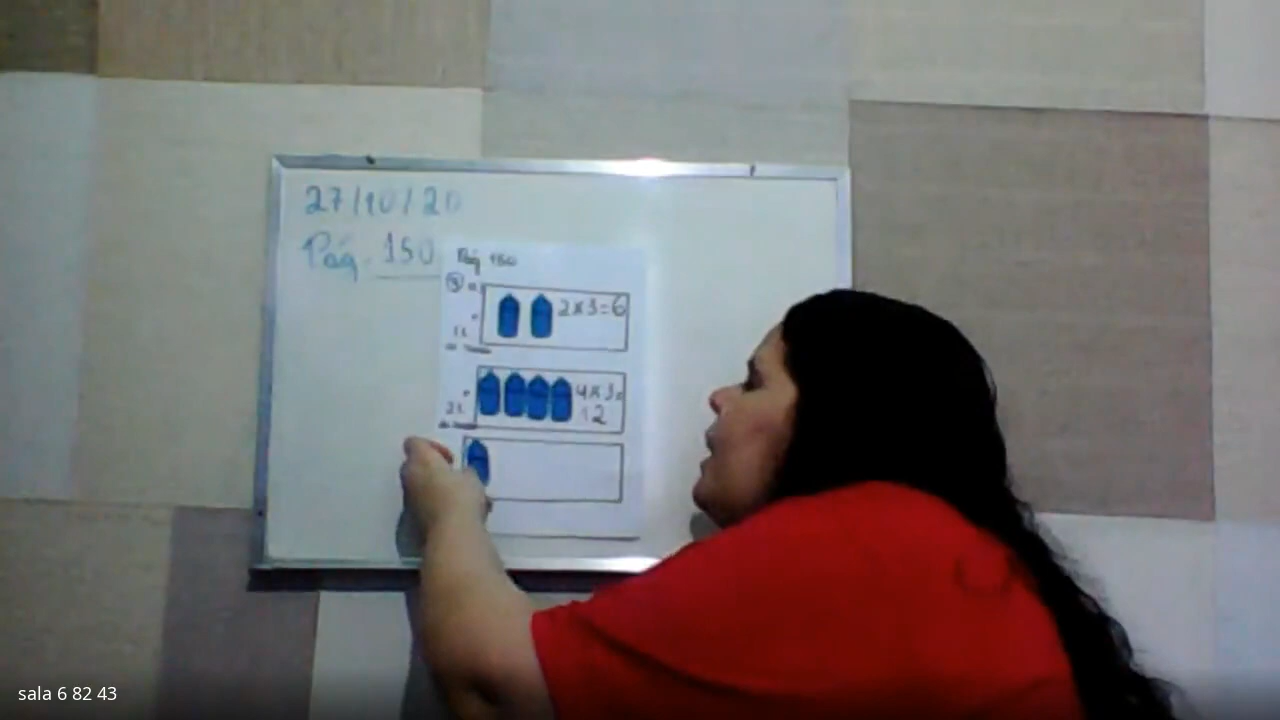 27/10/20
Pág. 150
Pág 150
2x3=6
4x3=
12
sala 6 82 43